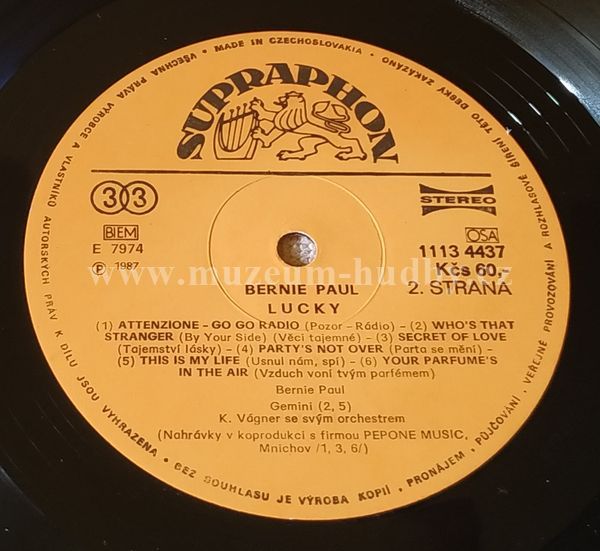 VŠECHNA PRÁVA VÝROBCE A VLASTNÍKŮ AUTORSKÝCH PRÁV K DÍLU JSOU VYHRAZENA • BEZ SOUHLASU JE VÝROBA KOPIÍ, PRONÁJEM, PŮJČOVÁNÍ, VEŘEJNÉ PROVOZOVÁNÍ A ROZHLASOVÉ ŠÍŘENÍ TÉTO DESKY ZAKÁZÁNO • MADE IN CZECHOSLOVAKIA •
SUPRAPHON
33
STEREO
BIEM
OSA
E 7974
1113 4437
Ⓟ 1987
Kčs 60,-
www.muzeum-hudby.cz
BERNIE PAUL
2. STRANA
LUCKY
(1) ATTENZIONE – GO GO RADIO (Pozor – Rádio) – (2) WHO'S THAT
STRANGER (By Your Side) (Věci tajemné) – (3) SECRET OF LOVE
(Tajemství lásky) – (4) PARTY'S NOT OVER (Parta se mění) –
(5) THIS IS MY LIFE (Usnul nám, spí) – (6) YOUR PARFUME'S
IN THE AIR (Vzduch voní tvým parfémem)
Bernie Paul
Gemini (2, 5)
K. Vágner se svým orchestrem
(Nahrávky v koprodukci s firmou PEPONE MUSIC,
Mnichov /1, 3, 6/)